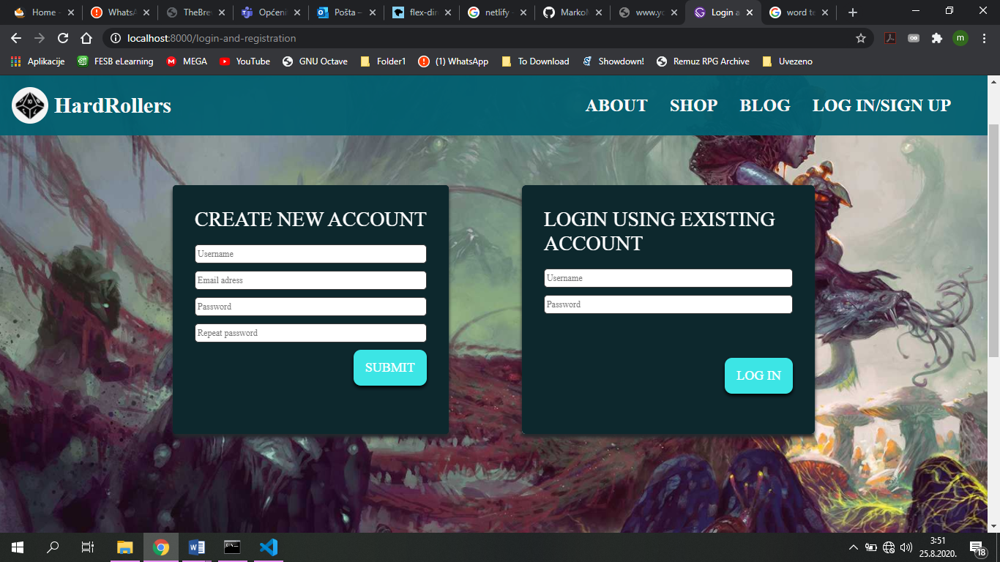 Home -
WhatsA
TheBre
Općeni
Pošta –
flex-din
netlify -
MarkoM
www.yo
Login a
word te
localhost:8000/login-and-registration
m
Aplikacije
FESB eLearning
MEGA
YouTube
GNU Octave
Folder1
(1) WhatsApp
To Download
Showdown!
Remuz RPG Archive
Uvezeno
HardRollers
ABOUT
SHOP
BLOG
LOG IN/SIGN UP
CREATE NEW ACCOUNT
Username
Email adress
Password
Repeat password
SUBMIT
LOGIN USING EXISTING
ACCOUNT
Username
Password
LOG IN
3:51
25.8.2020.
18